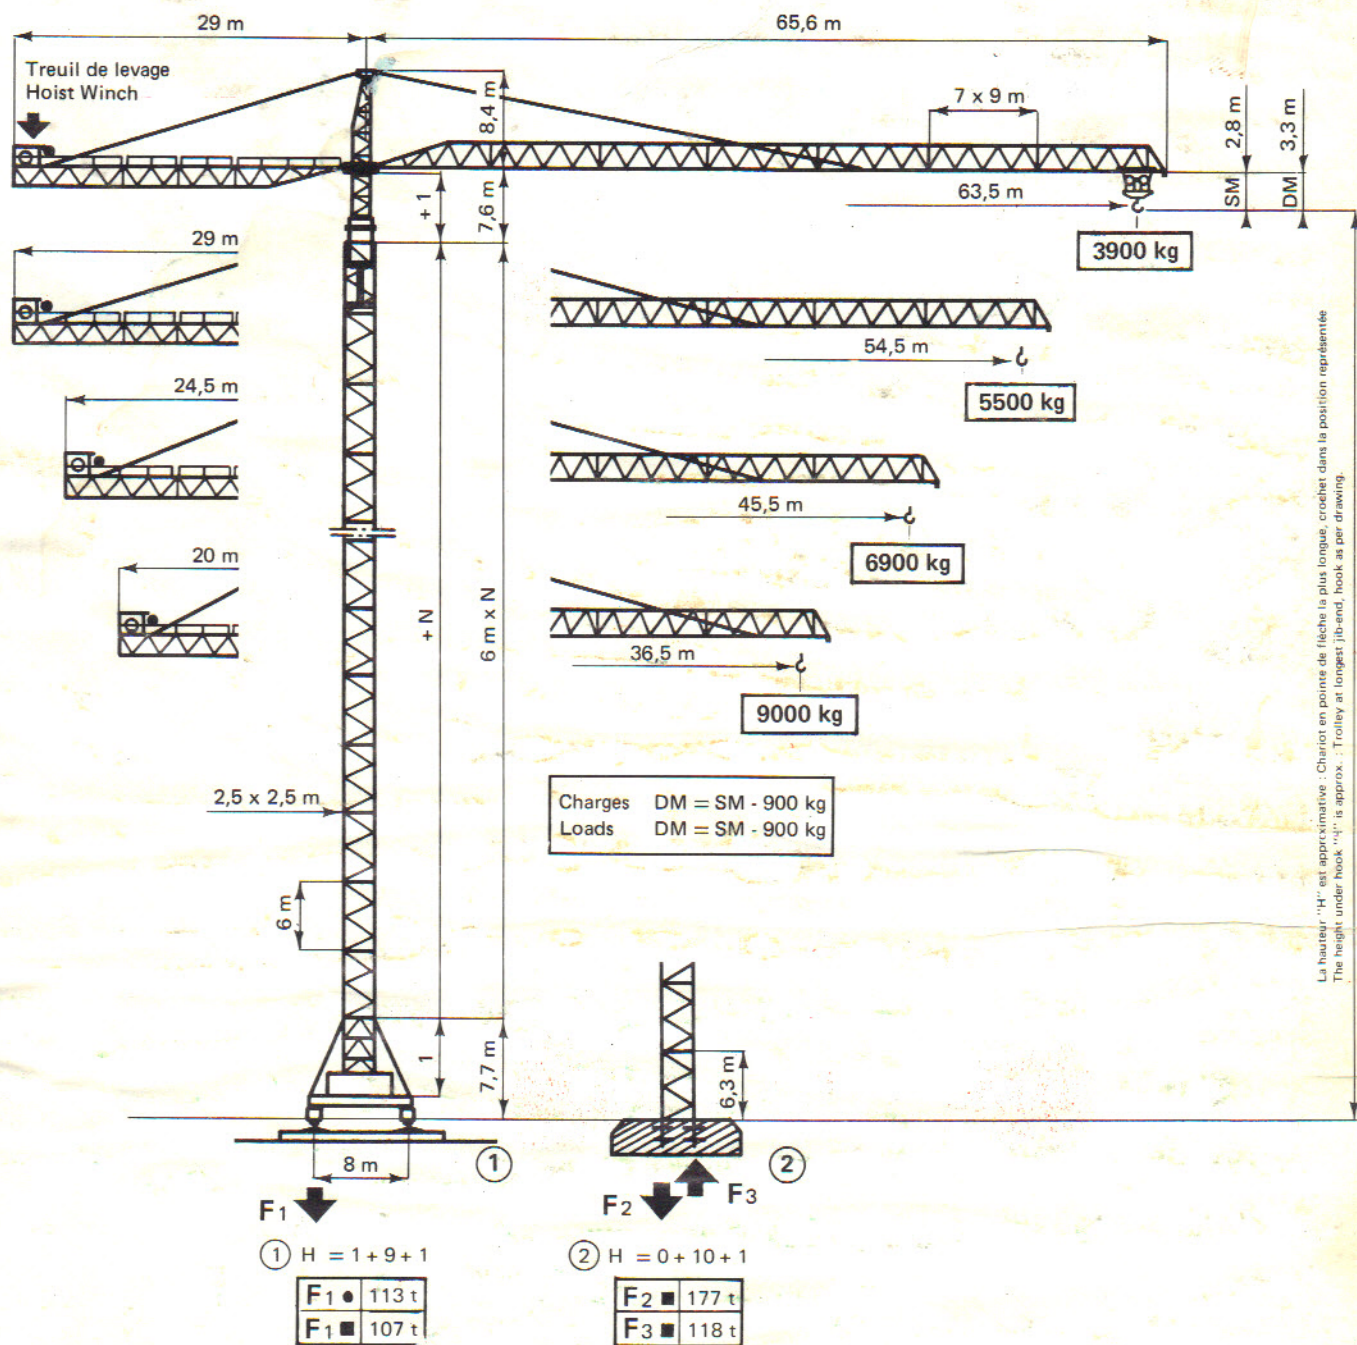 29 m
65,6 m
Treuil de levage
Hoist Winch
8,4 m
7 x 9 m
2,8 m
3,3 m
SM
DM
+ 1
7,6 m
63,5 m
3900 kg
29 m
54,5 m
5500 kg
24,5 m
45,5 m
6900 kg
20 m
36,5 m
9000 kg
+ N
6 m x N
2,5 x 2,5 m
Charges DM = SM - 900 kg
Loads DM = SM - 900 kg
6 m
1
7,7 m
6,3 m
La hauteur "H" est approximative : Chariot en pointe de flèche la plus longue, crochet dans la position représentée
The height under hook "H" is approx. : Trolley at longest jib-end, hook as per drawing.
8 m
1
2
F1
F2
F3
1 H = 1 + 9 + 1
2 H = 0 + 10 + 1
F1 ● 113 t
F1 ■ 107 t
F2 ■ 177 t
F3 ■ 118 t